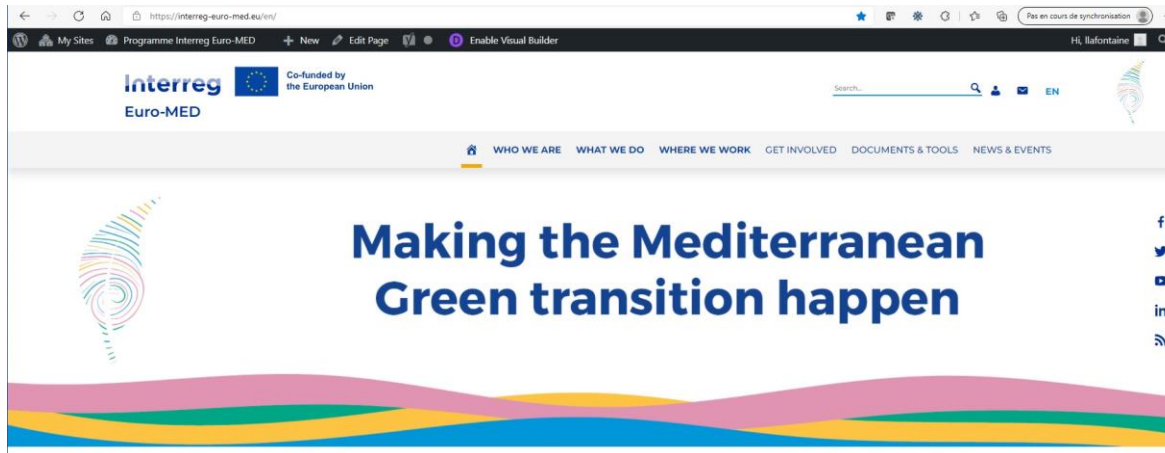 https://interreg-euro-med.eu/en/
Pas en cours de synchronisation
My Sites Programme Interreg Euro-MED New Edit Page Enable Visual Builder Hi, llafontaine
Interreg Co-funded by
the European Union
Euro-MED
Search... EN
WHO WE ARE WHAT WE DO WHERE WE WORK GET INVOLVED DOCUMENTS & TOOLS NEWS & EVENTS
Making the Mediterranean
Green transition happen